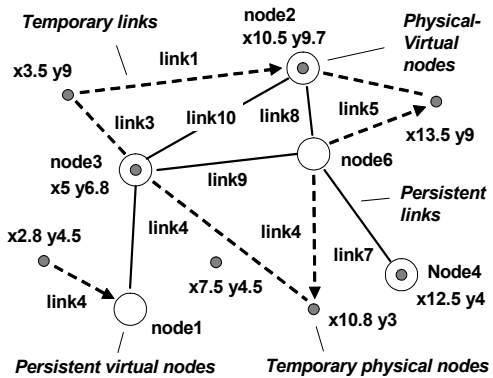 node2
x10.5 y9.7
Physical-
Virtual
nodes
Temporary links
link1
x3.5 y9
link10
link8
link5
x13.5 y9
link3
node3
x5 y6.8
node6
link9
Persistent
links
x2.8 y4.5
link4
link4
link4
link7
x7.5 y4.5
Node4
x12.5 y4
node1
x10.8 y3
Persistent virtual nodes
Temporary physical nodes